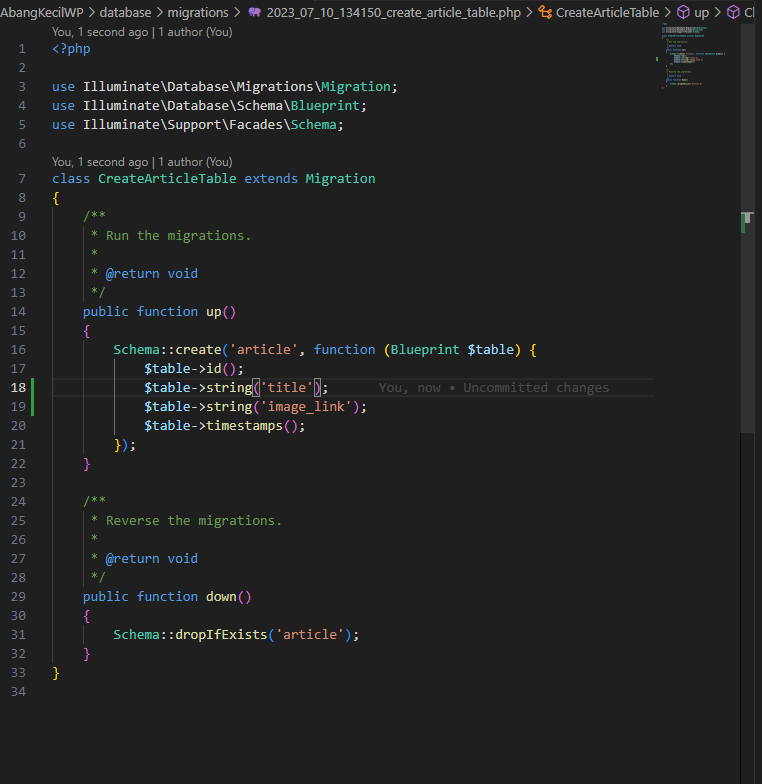 AbangKecilWP > database > migrations > 2023_07_10_134150_create_article_table.php > CreateArticleTable > up >
You, 1 second ago | 1 author (You)
1 <?php
2
3 use Illuminate\Database\Migrations\Migration;
4 use Illuminate\Database\Schema\Blueprint;
5 use Illuminate\Support\Facades\Schema;
6
You, 1 second ago | 1 author (You)
7 class CreateArticleTable extends Migration
8 {
9 /**
10 * Run the migrations.
11 *
12 * @return void
13 */
14 public function up()
15 {
16 Schema::create('article', function (Blueprint $table) {
17 $table->id();
18 $table->string('title'); You, now • Uncommitted changes
19 $table->string('image_link');
20 $table->timestamps();
21 });
22 }
23
24 /**
25 * Reverse the migrations.
26 *
27 * @return void
28 */
29 public function down()
30 {
31 Schema::dropIfExists('article');
32 }
33 }
34